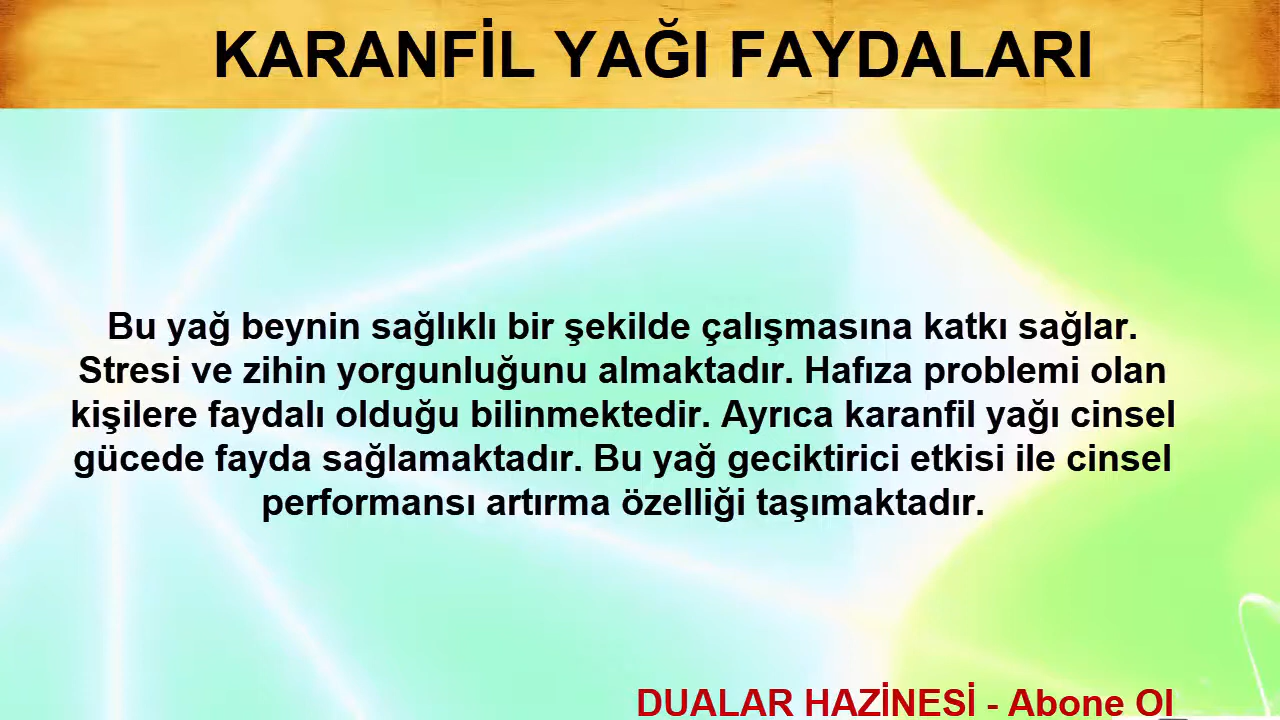 KARANFİL YAĞI FAYDALARI
Bu yağ beynin sağlıklı bir şekilde çalışmasına katkı sağlar.
Stresi ve zihin yorgunluğunu almaktadır. Hafıza problemi olan
kişilere faydalı olduğu bilinmektedir. Ayrıca karanfil yağı cinsel
gücede fayda sağlamaktadır. Bu yağ geciktirici etkisi ile cinsel
performansı artırma özelliği taşımaktadır.
DUALAR HAZİNESİ - Abone Ol